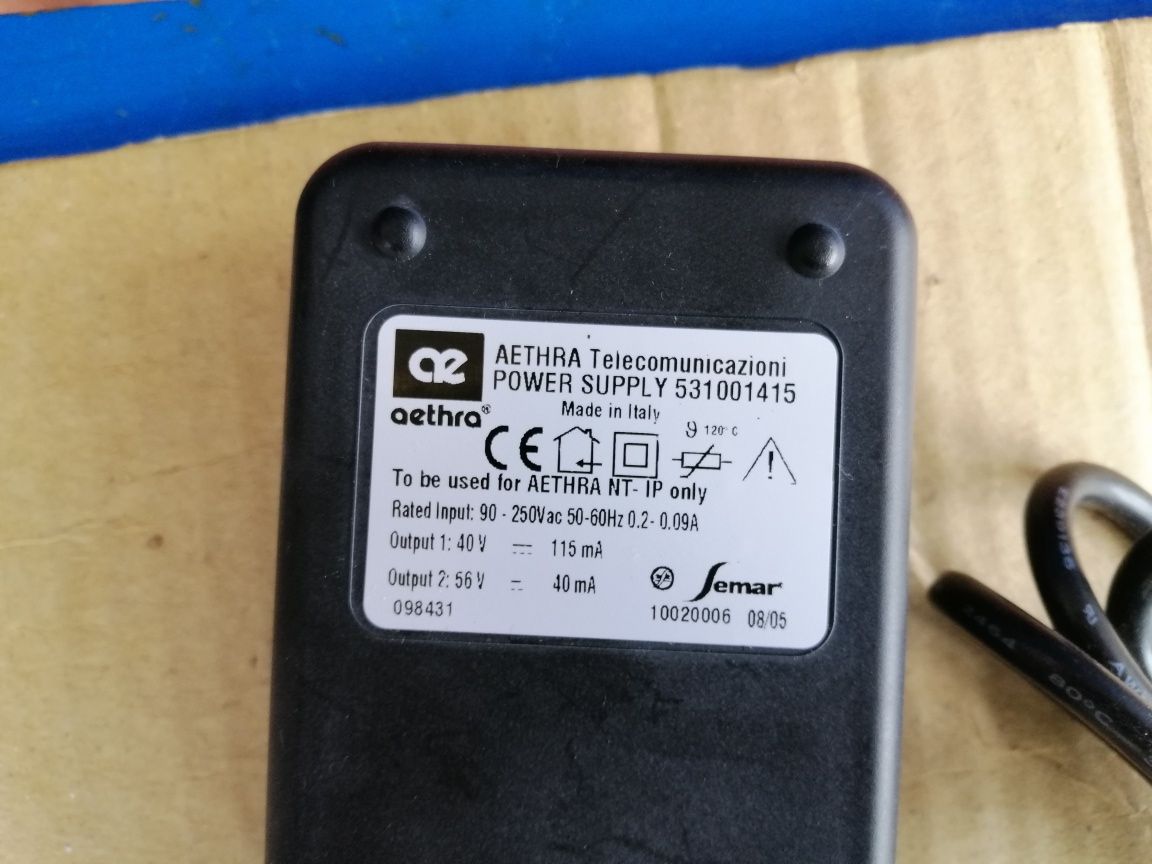 ae
aethra®
AETHRA Telecomunicazioni
POWER SUPPLY 531001415
Made in Italy
CE
ϑ 120° C
!
To be used for AETHRA NT- IP only
Rated Input: 90 - 250Vac 50-60Hz 0.2- 0.09A
Output 1: 40 V ⎓ 115 mA
Output 2: 56 V ⎓ 40 mA
Semar
098431
10020006 08/05
2464
80°C